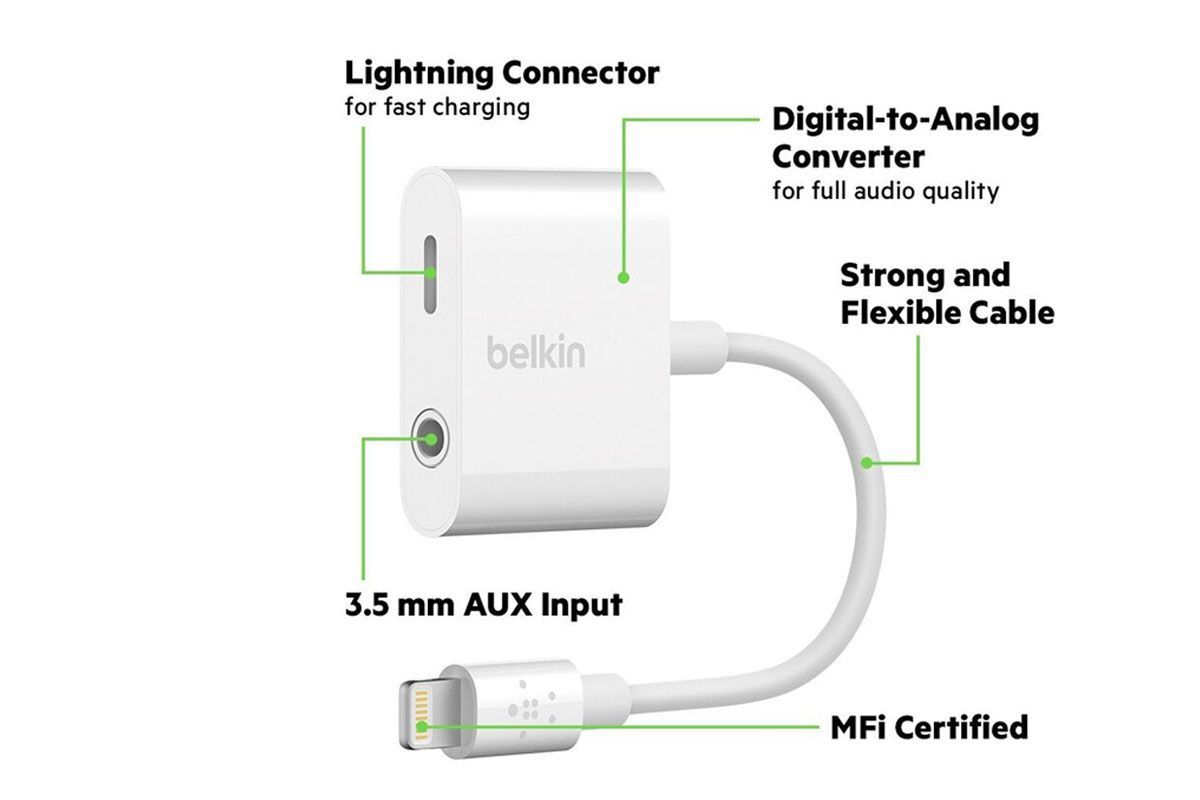 Lightning Connector
for fast charging
Digital-to-Analog
Converter
for full audio quality
Strong and
Flexible Cable
belkin
3.5 mm AUX Input
MFi Certified